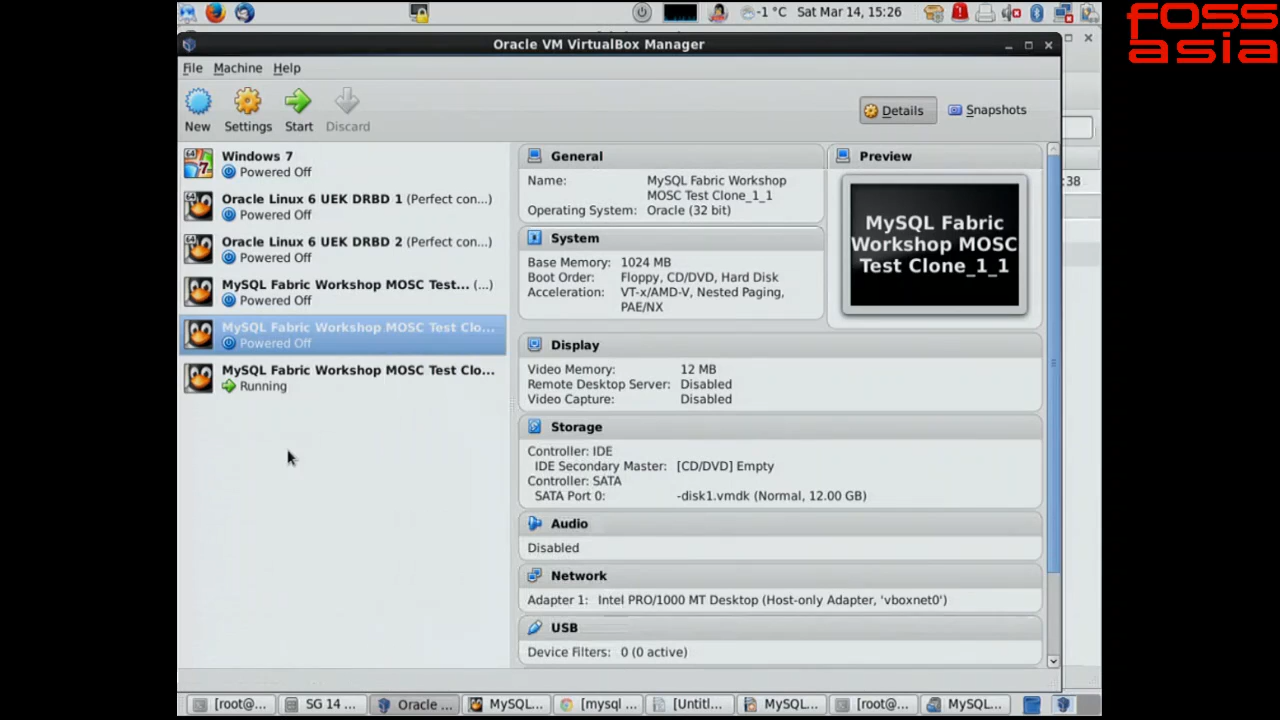 -1 °C Sat Mar 14, 15:26
FOSS
asia
Oracle VM VirtualBox Manager
File Machine Help
New Settings Start Discard
Details Snapshots
Windows 7
Powered Off
Oracle Linux 6 UEK DRBD 1 (Perfect con...)
Powered Off
Oracle Linux 6 UEK DRBD 2 (Perfect con...)
Powered Off
MySQL Fabric Workshop MOSC Test... (...)
Powered Off
MySQL Fabric Workshop MOSC Test Clo...
Powered Off
MySQL Fabric Workshop MOSC Test Clo...
Running
General
Name: MySQL Fabric Workshop
MOSC Test Clone_1_1
Operating System: Oracle (32 bit)
System
Base Memory: 1024 MB
Boot Order: Floppy, CD/DVD, Hard Disk
Acceleration: VT-x/AMD-V, Nested Paging,
PAE/NX
Preview
MySQL Fabric
Workshop MOSC
Test Clone_1_1
:38
Display
Video Memory: 12 MB
Remote Desktop Server: Disabled
Video Capture: Disabled
Storage
Controller: IDE
IDE Secondary Master: [CD/DVD] Empty
Controller: SATA
SATA Port 0: -disk1.vmdk (Normal, 12.00 GB)
Audio
Disabled
Network
Adapter 1: Intel PRO/1000 MT Desktop (Host-only Adapter, 'vboxnet0')
USB
Device Filters: 0 (0 active)
[root@... SG 14 ... Oracle ... MySQL... [mysql ... [Untitl... MySQL... [root@... MySQL...